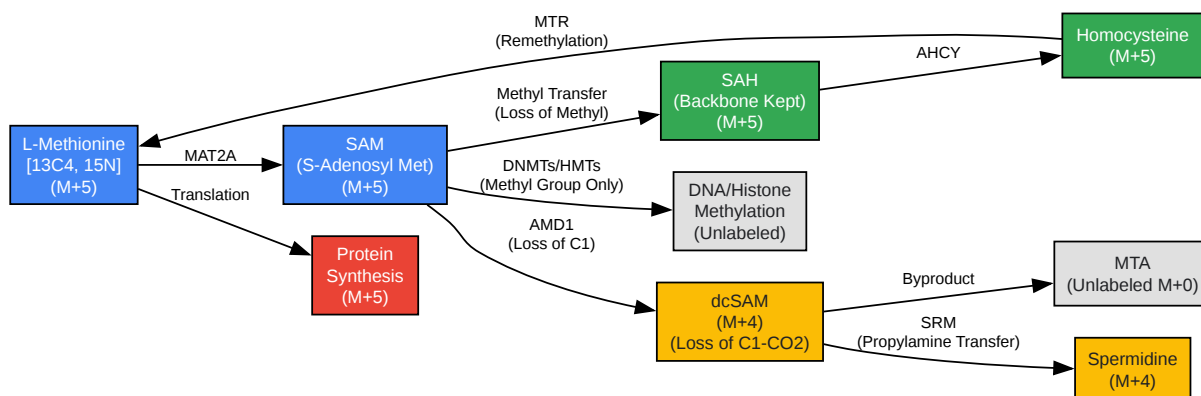 MTR
(Remethylation)
Homocysteine
(M+5)
AHCY
SAH
(Backbone Kept)
(M+5)
Methyl Transfer
(Loss of Methyl)
L-Methionine
[13C4, 15N]
(M+5)
MAT2A
SAM
(S-Adenosyl Met)
(M+5)
DNMTs/HMTs
(Methyl Group Only)
DNA/Histone
Methylation
(Unlabeled)
Translation
Protein
Synthesis
(M+5)
AMD1
(Loss of C1)
dcSAM
(M+4)
(Loss of C1-CO2)
Byproduct
MTA
(Unlabeled M+0)
SRM
(Propylamine Transfer)
Spermidine
(M+4)